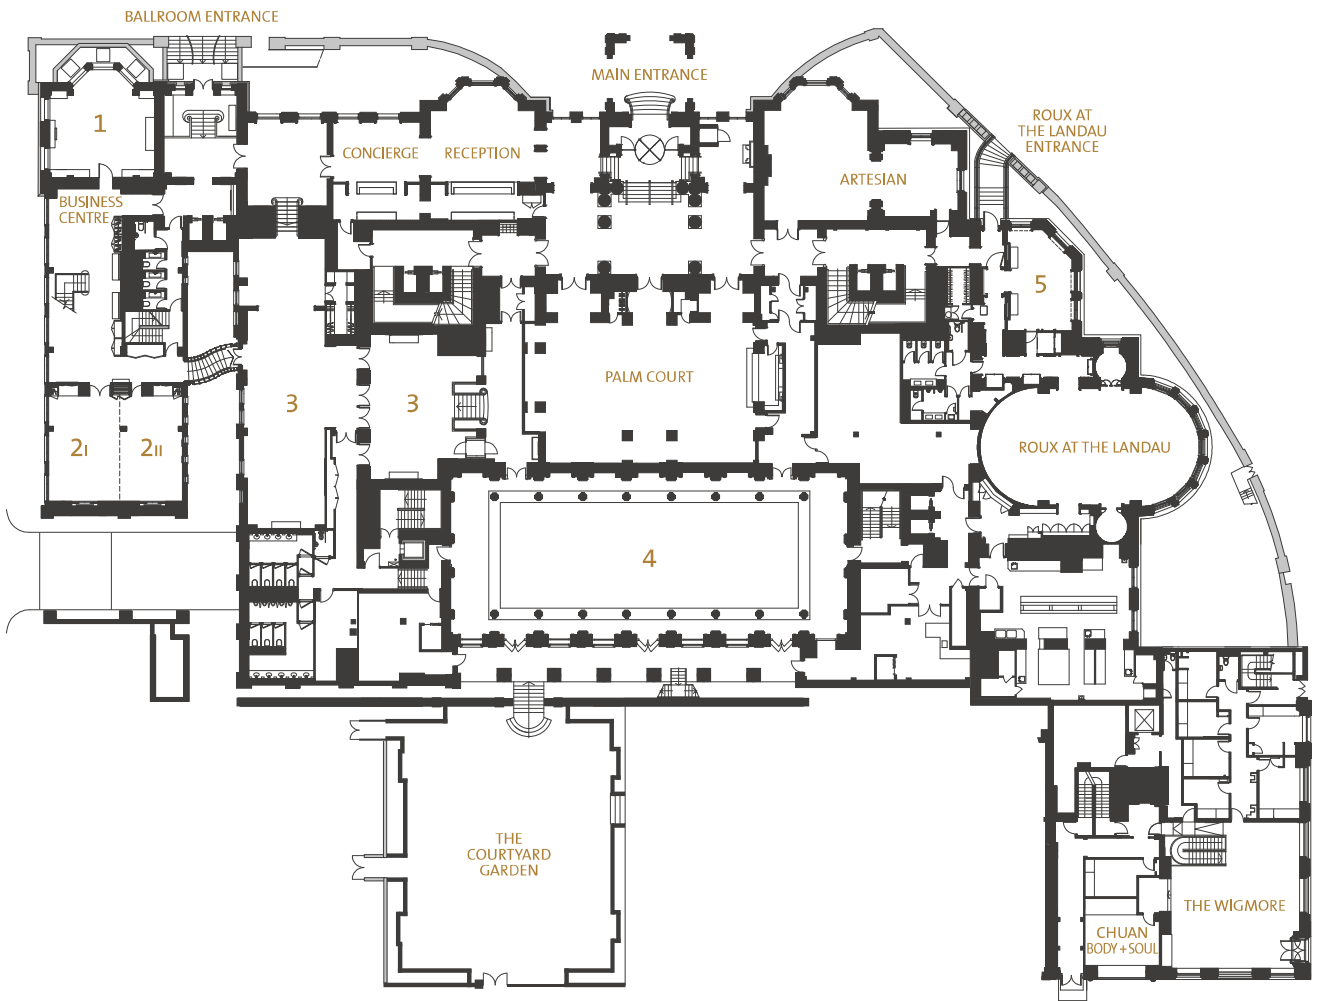 BALLROOM ENTRANCE
MAIN ENTRANCE
ROUX AT
THE LANDAU
ENTRANCE
1
CONCIERGE
RECEPTION
ARTESIAN
BUSINESS
CENTRE
5
PALM COURT
3
3
2I
2II
ROUX AT THE LANDAU
4
THE
COURTYARD
GARDEN
THE WIGMORE
CHUAN
BODY + SOUL